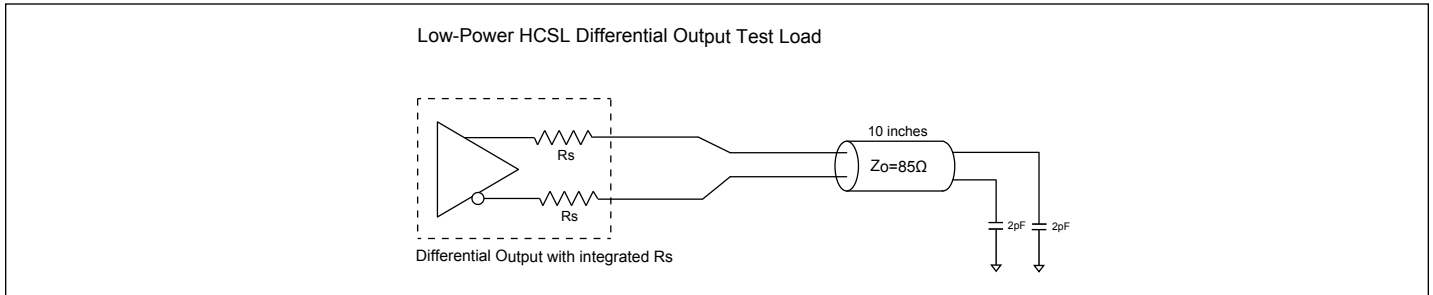 Low-Power HCSL Differential Output Test Load
10 inches
Rs
Zo=85Ω
Rs
2pF
2pF
Differential Output with integrated Rs